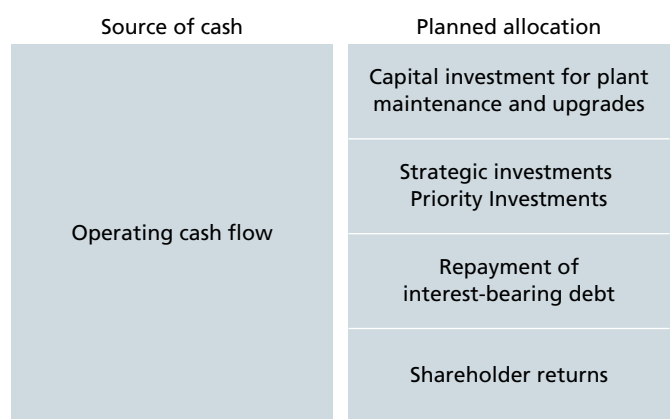 Source of cash
Operating cash flow
Planned allocation
Capital investment for plant
maintenance and upgrades
Strategic investments
Priority Investments
Repayment of
interest-bearing debt
Shareholder returns